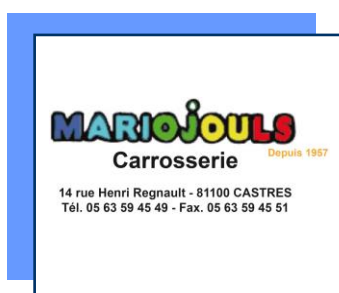 MARIOJOULS
Depuis 1957
Carrosserie
14 rue Henri Regnault - 81100 CASTRES
Tél. 05 63 59 45 49 - Fax. 05 63 59 45 51